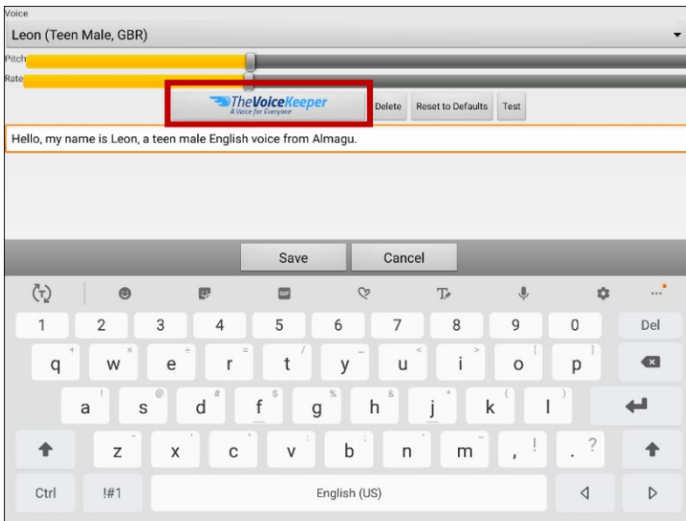 Voice
Leon (Teen Male, GBR)
Pitch
Rate
TheVoiceKeeper
A Voice for Everyone
Delete
Reset to Defaults
Test
Hello, my name is Leon, a teen male English voice from Almagu.
Save
Cancel
T GIF T
1 2 3 4 5 6 7 8 9 0 Del
+ × ÷ = / _ < > [ ]
q w e r t y u i o p
! @ # $ % & * ( )
a s d f g h j k l
z x c v b n m , ! . ?
Ctrl !#1 English (US)